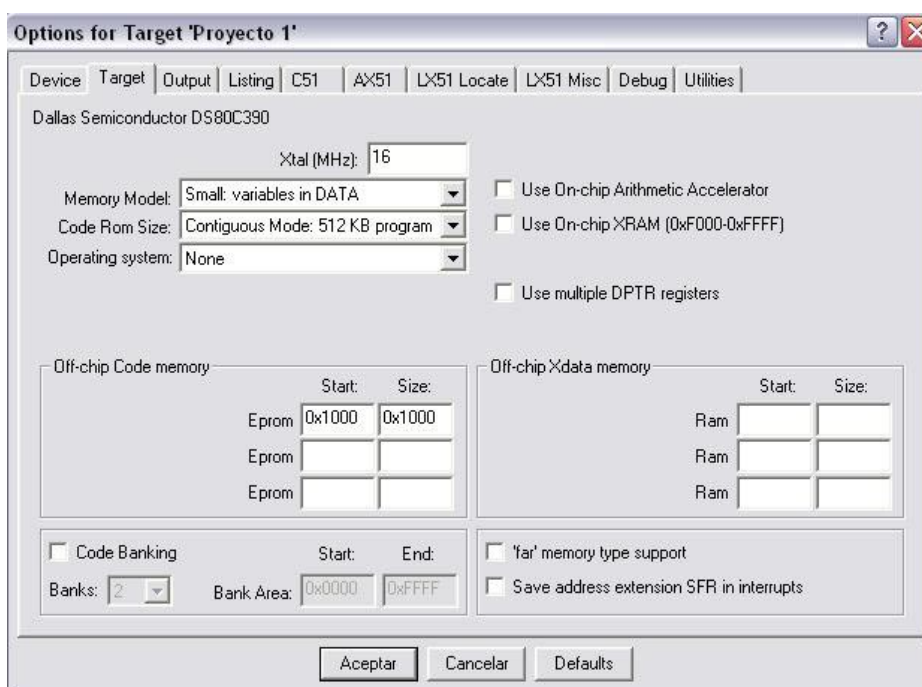 Options for Target 'Proyecto 1'
Device Target Output Listing C51 AX51 LX51 Locate LX51 Misc Debug Utilities
Dallas Semiconductor DS80C390
Xtal (MHz): 16
Memory Model: Small: variables in DATA
Use On-chip Arithmetic Accelerator
Code Rom Size: Contiguous Mode: 512 KB program
Use On-chip XRAM (0xF000-0xFFFF)
Operating system: None
Use multiple DPTR registers
Off-chip Code memory
Start: Size:
Eprom 0x1000 0x1000
Eprom
Eprom
Off-chip Xdata memory
Start: Size:
Ram
Ram
Ram
Code Banking Start: End:
Banks: 2 Bank Area: 0x0000 0xFFFF
'far' memory type support
Save address extension SFR in interrupts
Aceptar Cancelar Defaults